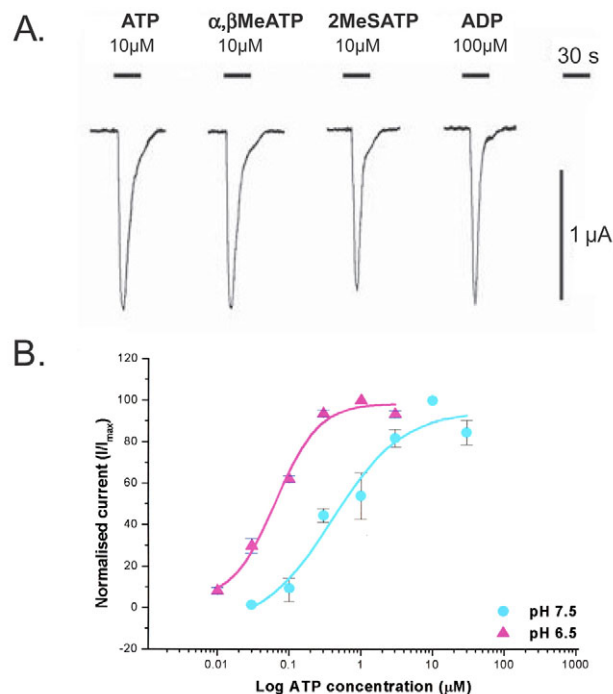 A.
ATP α,βMeATP 2MeSATP ADP
10µM 10µM 10µM 100µM
30 s
1 µA
B.
Normalised current (I/Imax)
120
100
80
60
40
20
0
-20
0.01 0.1 1 10 100 1000
Log ATP concentration (µM)
pH 7.5
pH 6.5